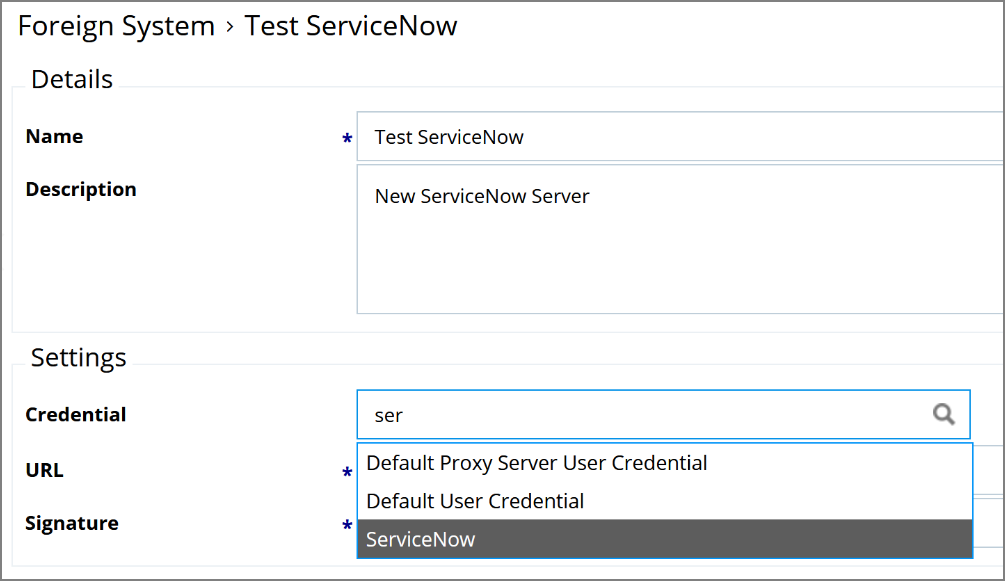 Foreign System › Test ServiceNow
Details
Name * Test ServiceNow
Description New ServiceNow Server
Settings
Credential ser
Default Proxy Server User Credential
URL *
Default User Credential
Signature *
ServiceNow